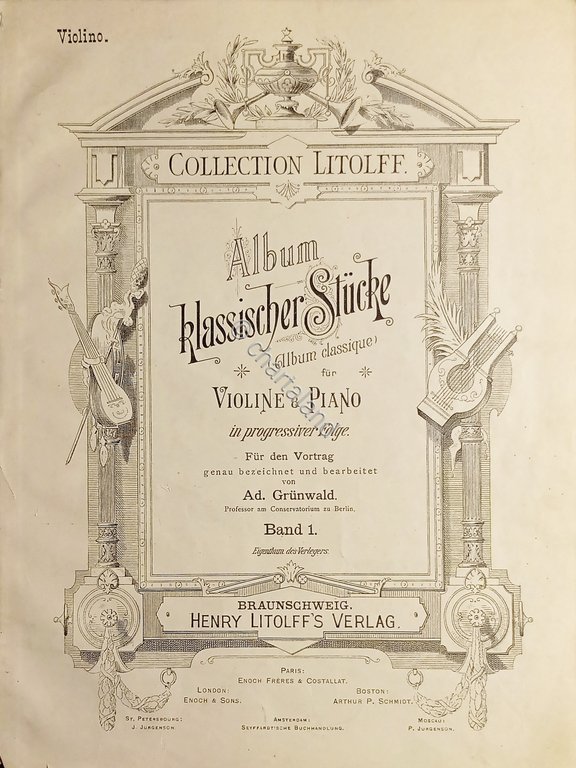 Violino.
COLLECTION LITOLFF.
Album
klassischer Stücke
(Album classique)
für
VIOLINE & PIANO
in progressiver Folge.
Für den Vortrag
genau bezeichnet und bearbeitet
von
Ad. Grünwald.
Professor am Conservatorium zu Berlin.
Band 1.
Eigenthum des Verlegers.
BRAUNSCHWEIG.
HENRY LITOLFF'S VERLAG.
PARIS:
ENOCH FRÈRES & COSTALLAT.
LONDON: BOSTON:
ENOCH & SONS. ARTHUR P. SCHMIDT.
ST. PETERSBOURG: AMSTERDAM: MOSCAU:
J. JURGENSON. SEYFFARDT'SCHE BUCHHANDLUNG. P. JURGENSON.